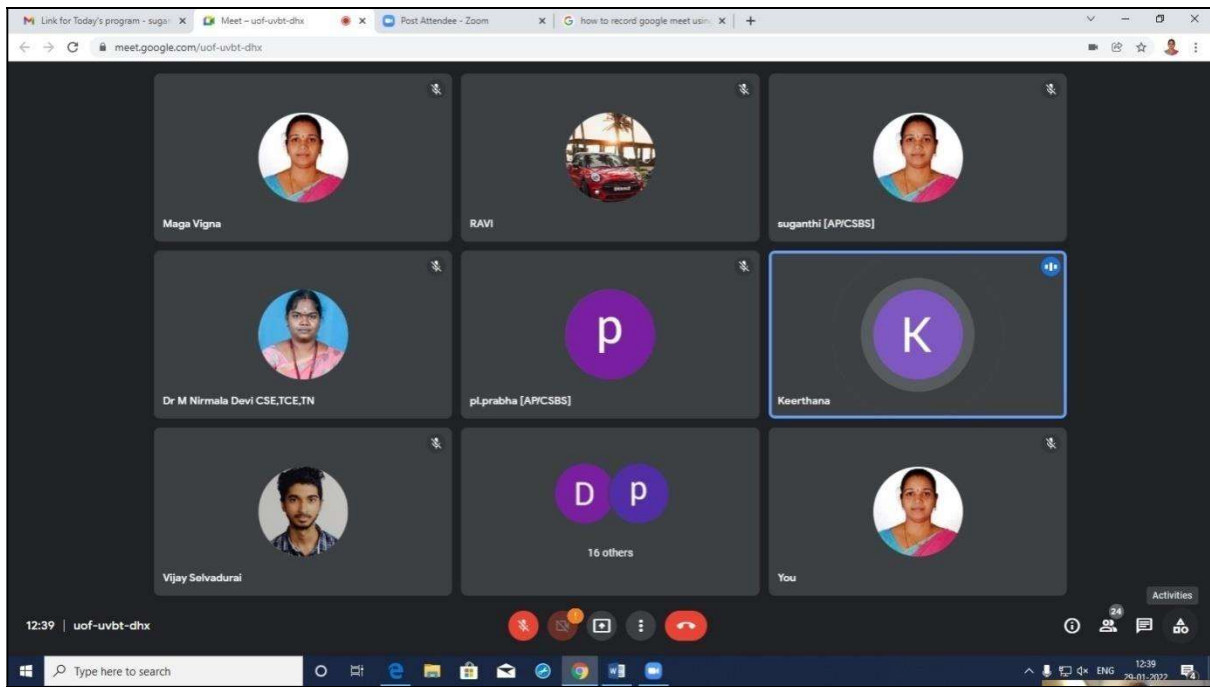 Link for Today's program - sugar
Meet – uof-uvbt-dhx
Post Attendee - Zoom
how to record google meet usin
meet.google.com/uof-uvbt-dhx
Maga Vigna
RAVI
suganthi [AP/CSBS]
Dr M Nirmala Devi CSE,TCE,TN
p
pl.prabha [AP/CSBS]
K
Keerthana
Vijay Selvadurai
D p
16 others
You
Activities
12:39 | uof-uvbt-dhx
24
Type here to search
ENG
12:39
29-01-2022